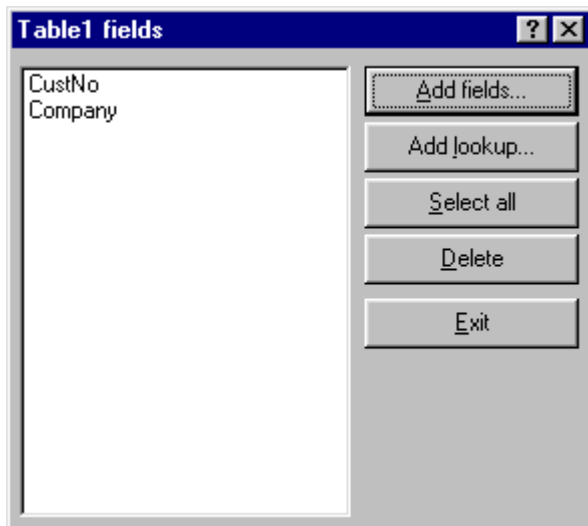 Table1 fields
CustNo
Company
Add fields...
Add lookup...
Select all
Delete
Exit